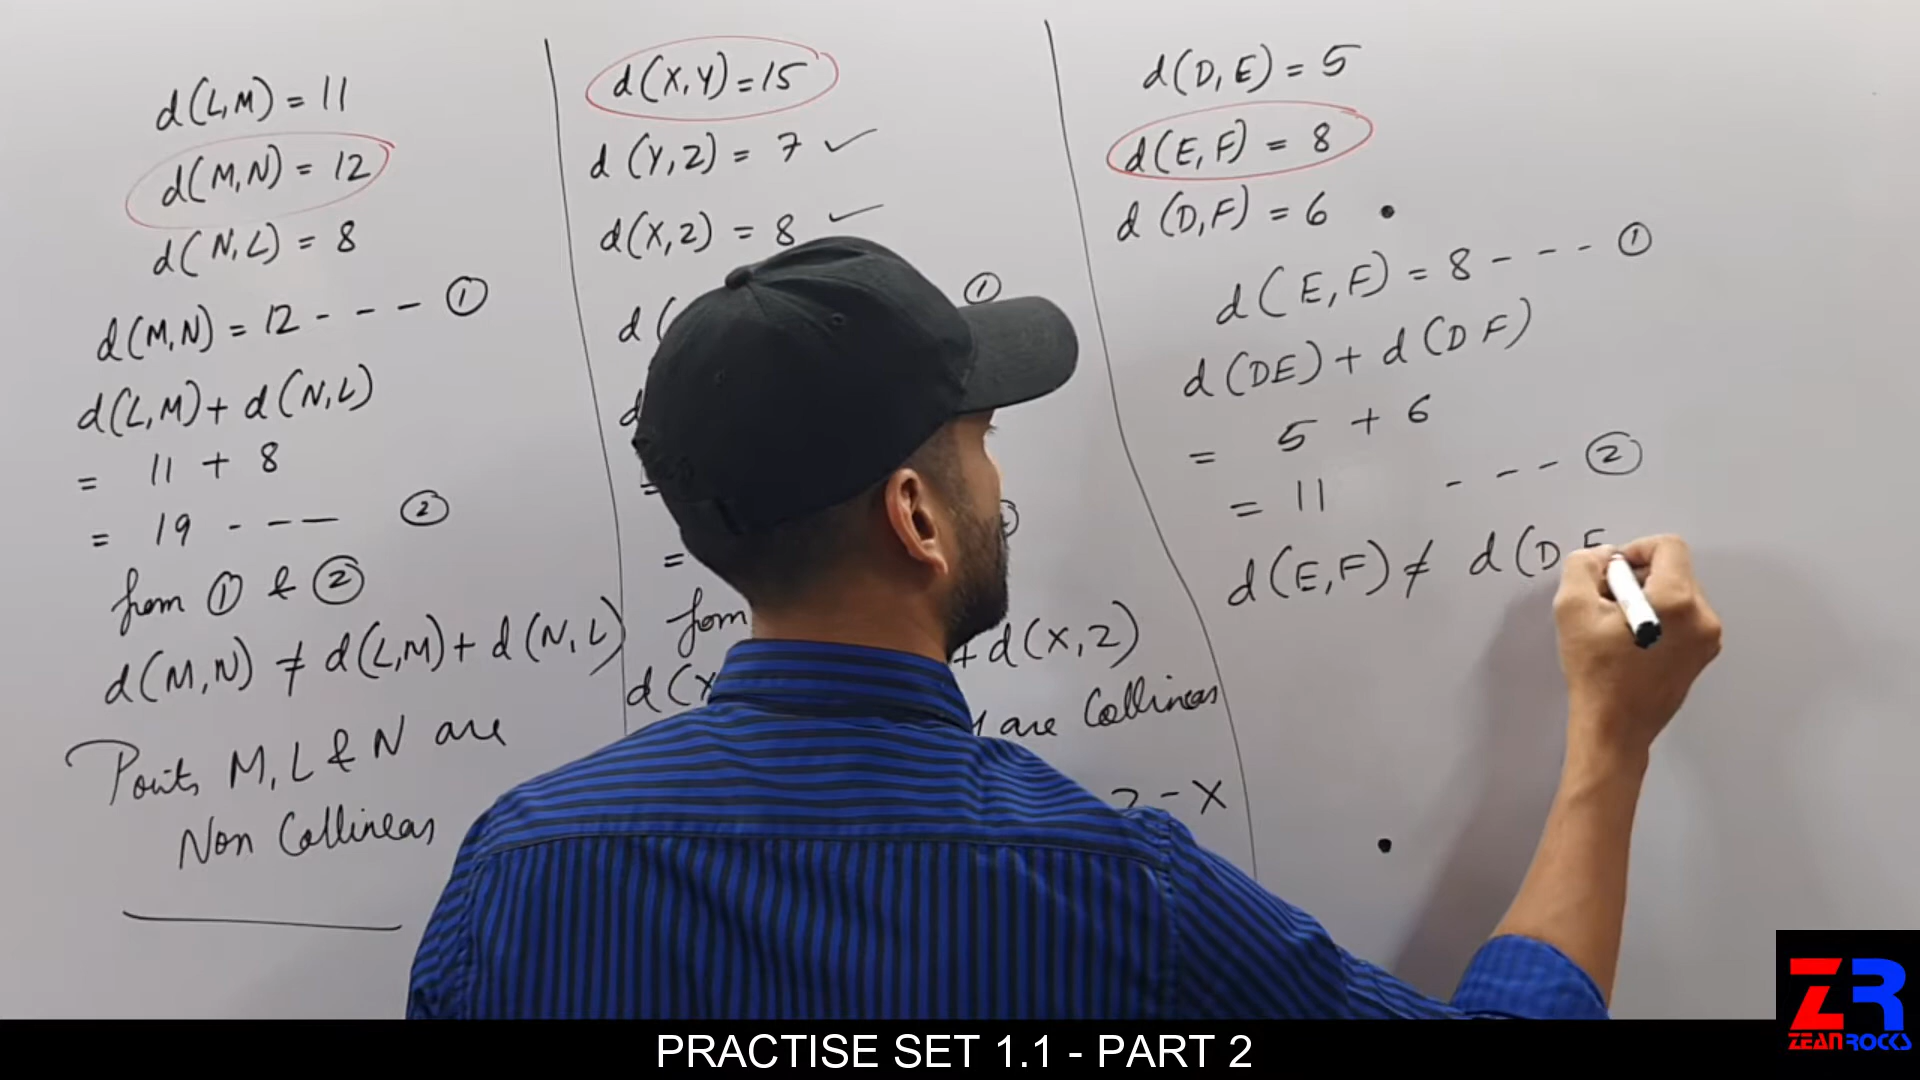 d(L,M) = 11
d(M,N) = 12
d(N,L) = 8
d(M,N) = 12 - - - ①
d(L,M) + d(N,L)
= 11 + 8
= 19 - - - ②
from ① & ②
d(M,N) ≠ d(L,M) + d(N,L)
Points M, L & N are
Non Collinear
d(X,Y) = 15
d(Y,Z) = 7 ✓
d(X,Z) = 8 ✓
d(
①
d
=
=
from
d(X
+ d(X,Z)
are Collinear
Z - X
d(D,E) = 5
d(E,F) = 8
d(D,F) = 6
d(E,F) = 8 - - - ①
d(DE) + d(DF)
= 5 + 6
= 11 - - - ②
d(E,F) ≠ d(D
ZR
ZEAN ROCKS
PRACTISE SET 1.1 - PART 2